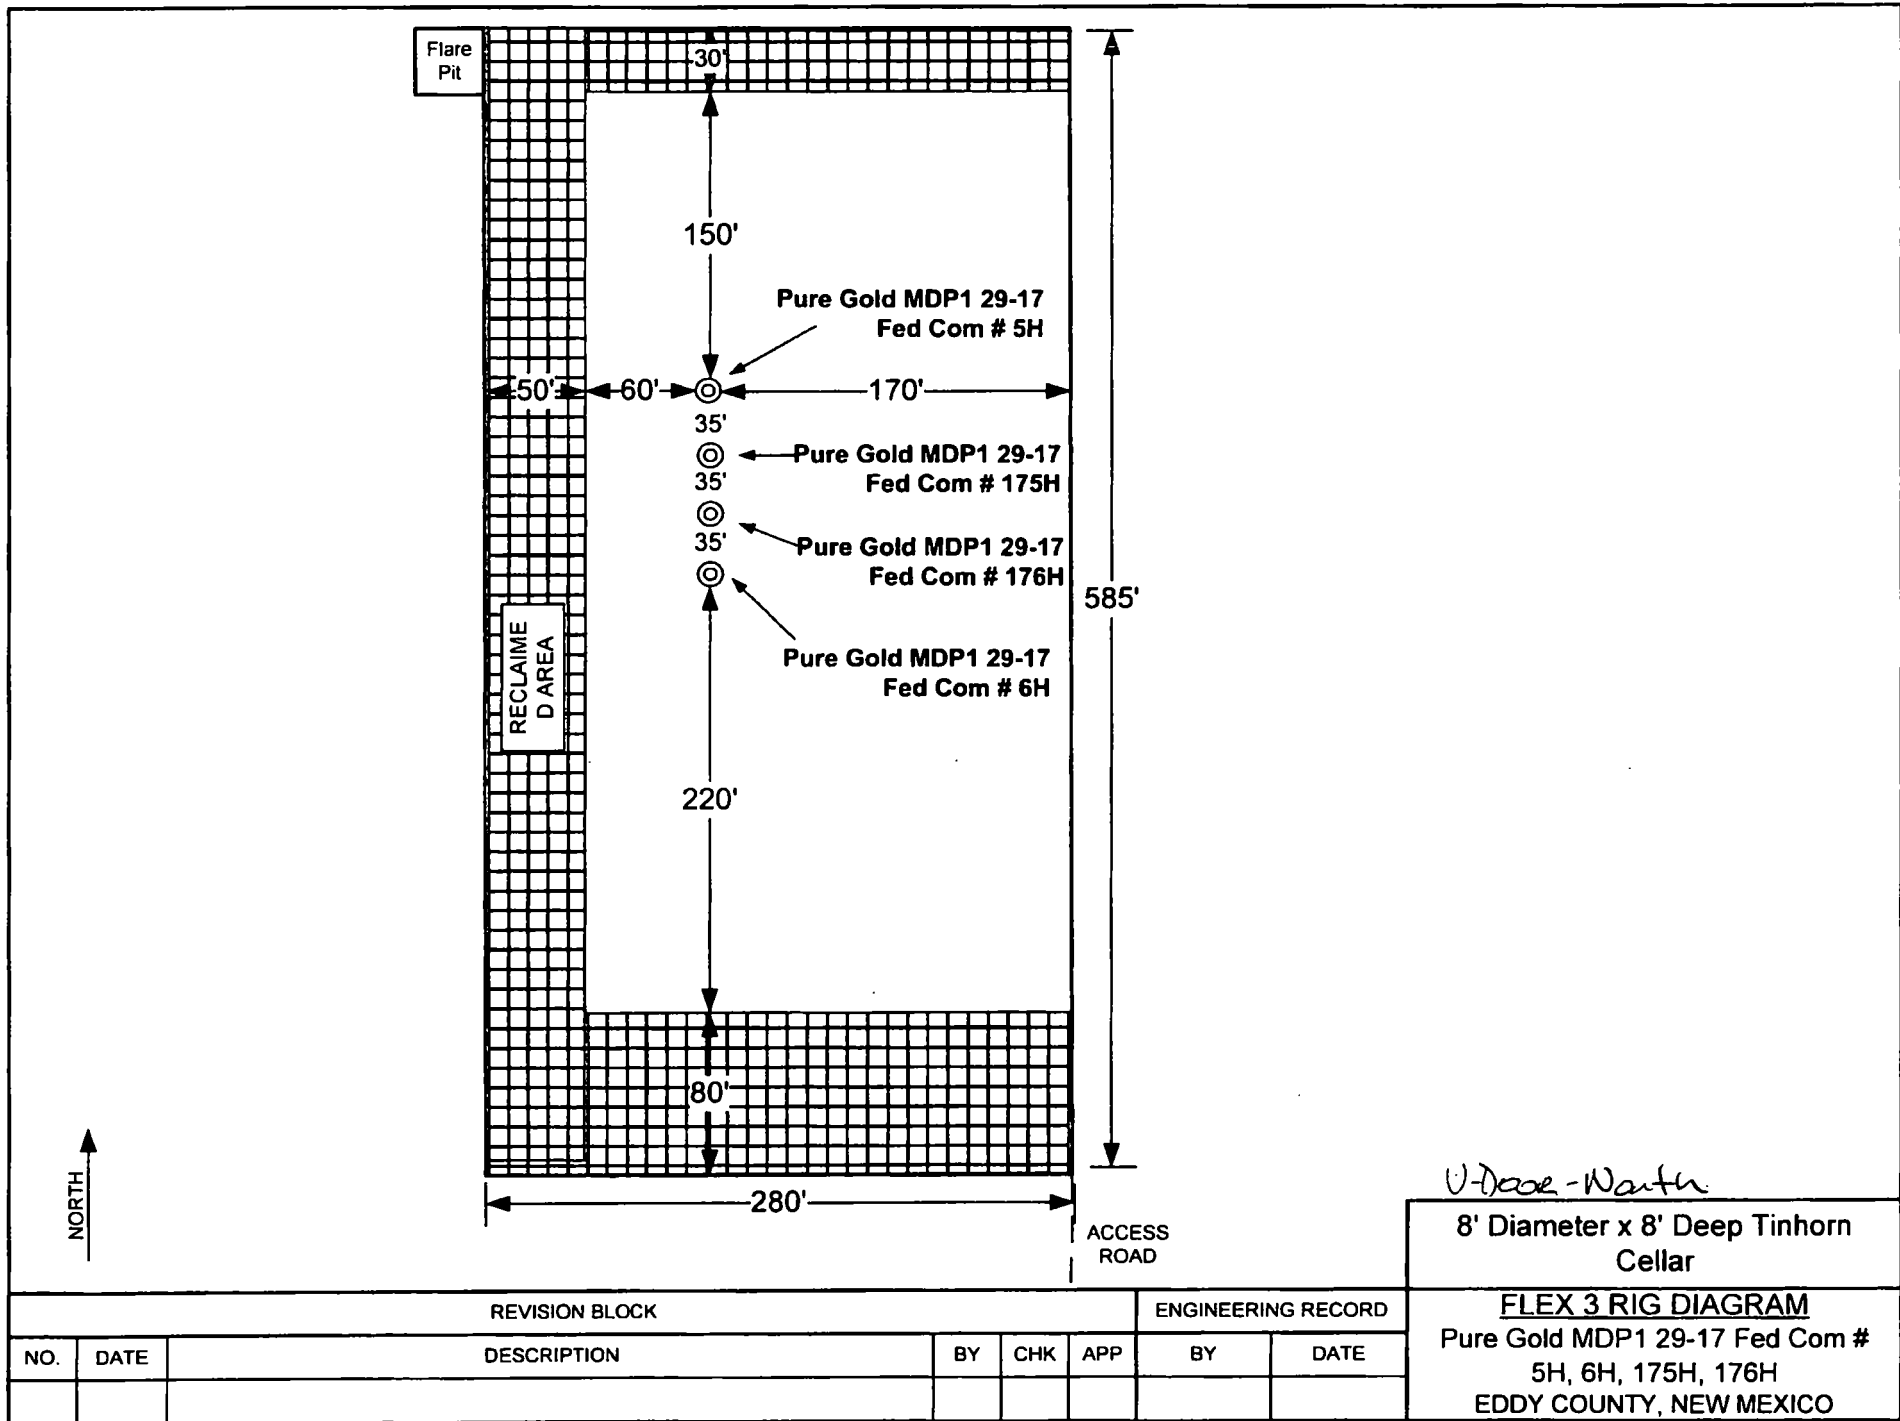 Flare
Pit
30'
150'
Pure Gold MDP1 29-17
Fed Com # 5H
50'
60'
170'
35'
Pure Gold MDP1 29-17
Fed Com # 175H
35'
35'
Pure Gold MDP1 29-17
Fed Com # 176H
585'
RECLAIME
D AREA
Pure Gold MDP1 29-17
Fed Com # 6H
220'
80'
NORTH
280'
ACCESS
ROAD
V-Door - North
8' Diameter x 8' Deep Tinhorn
Cellar
REVISION BLOCK
ENGINEERING RECORD
NO. DATE DESCRIPTION BY CHK APP BY DATE
FLEX 3 RIG DIAGRAM
Pure Gold MDP1 29-17 Fed Com #
5H, 6H, 175H, 176H
EDDY COUNTY, NEW MEXICO